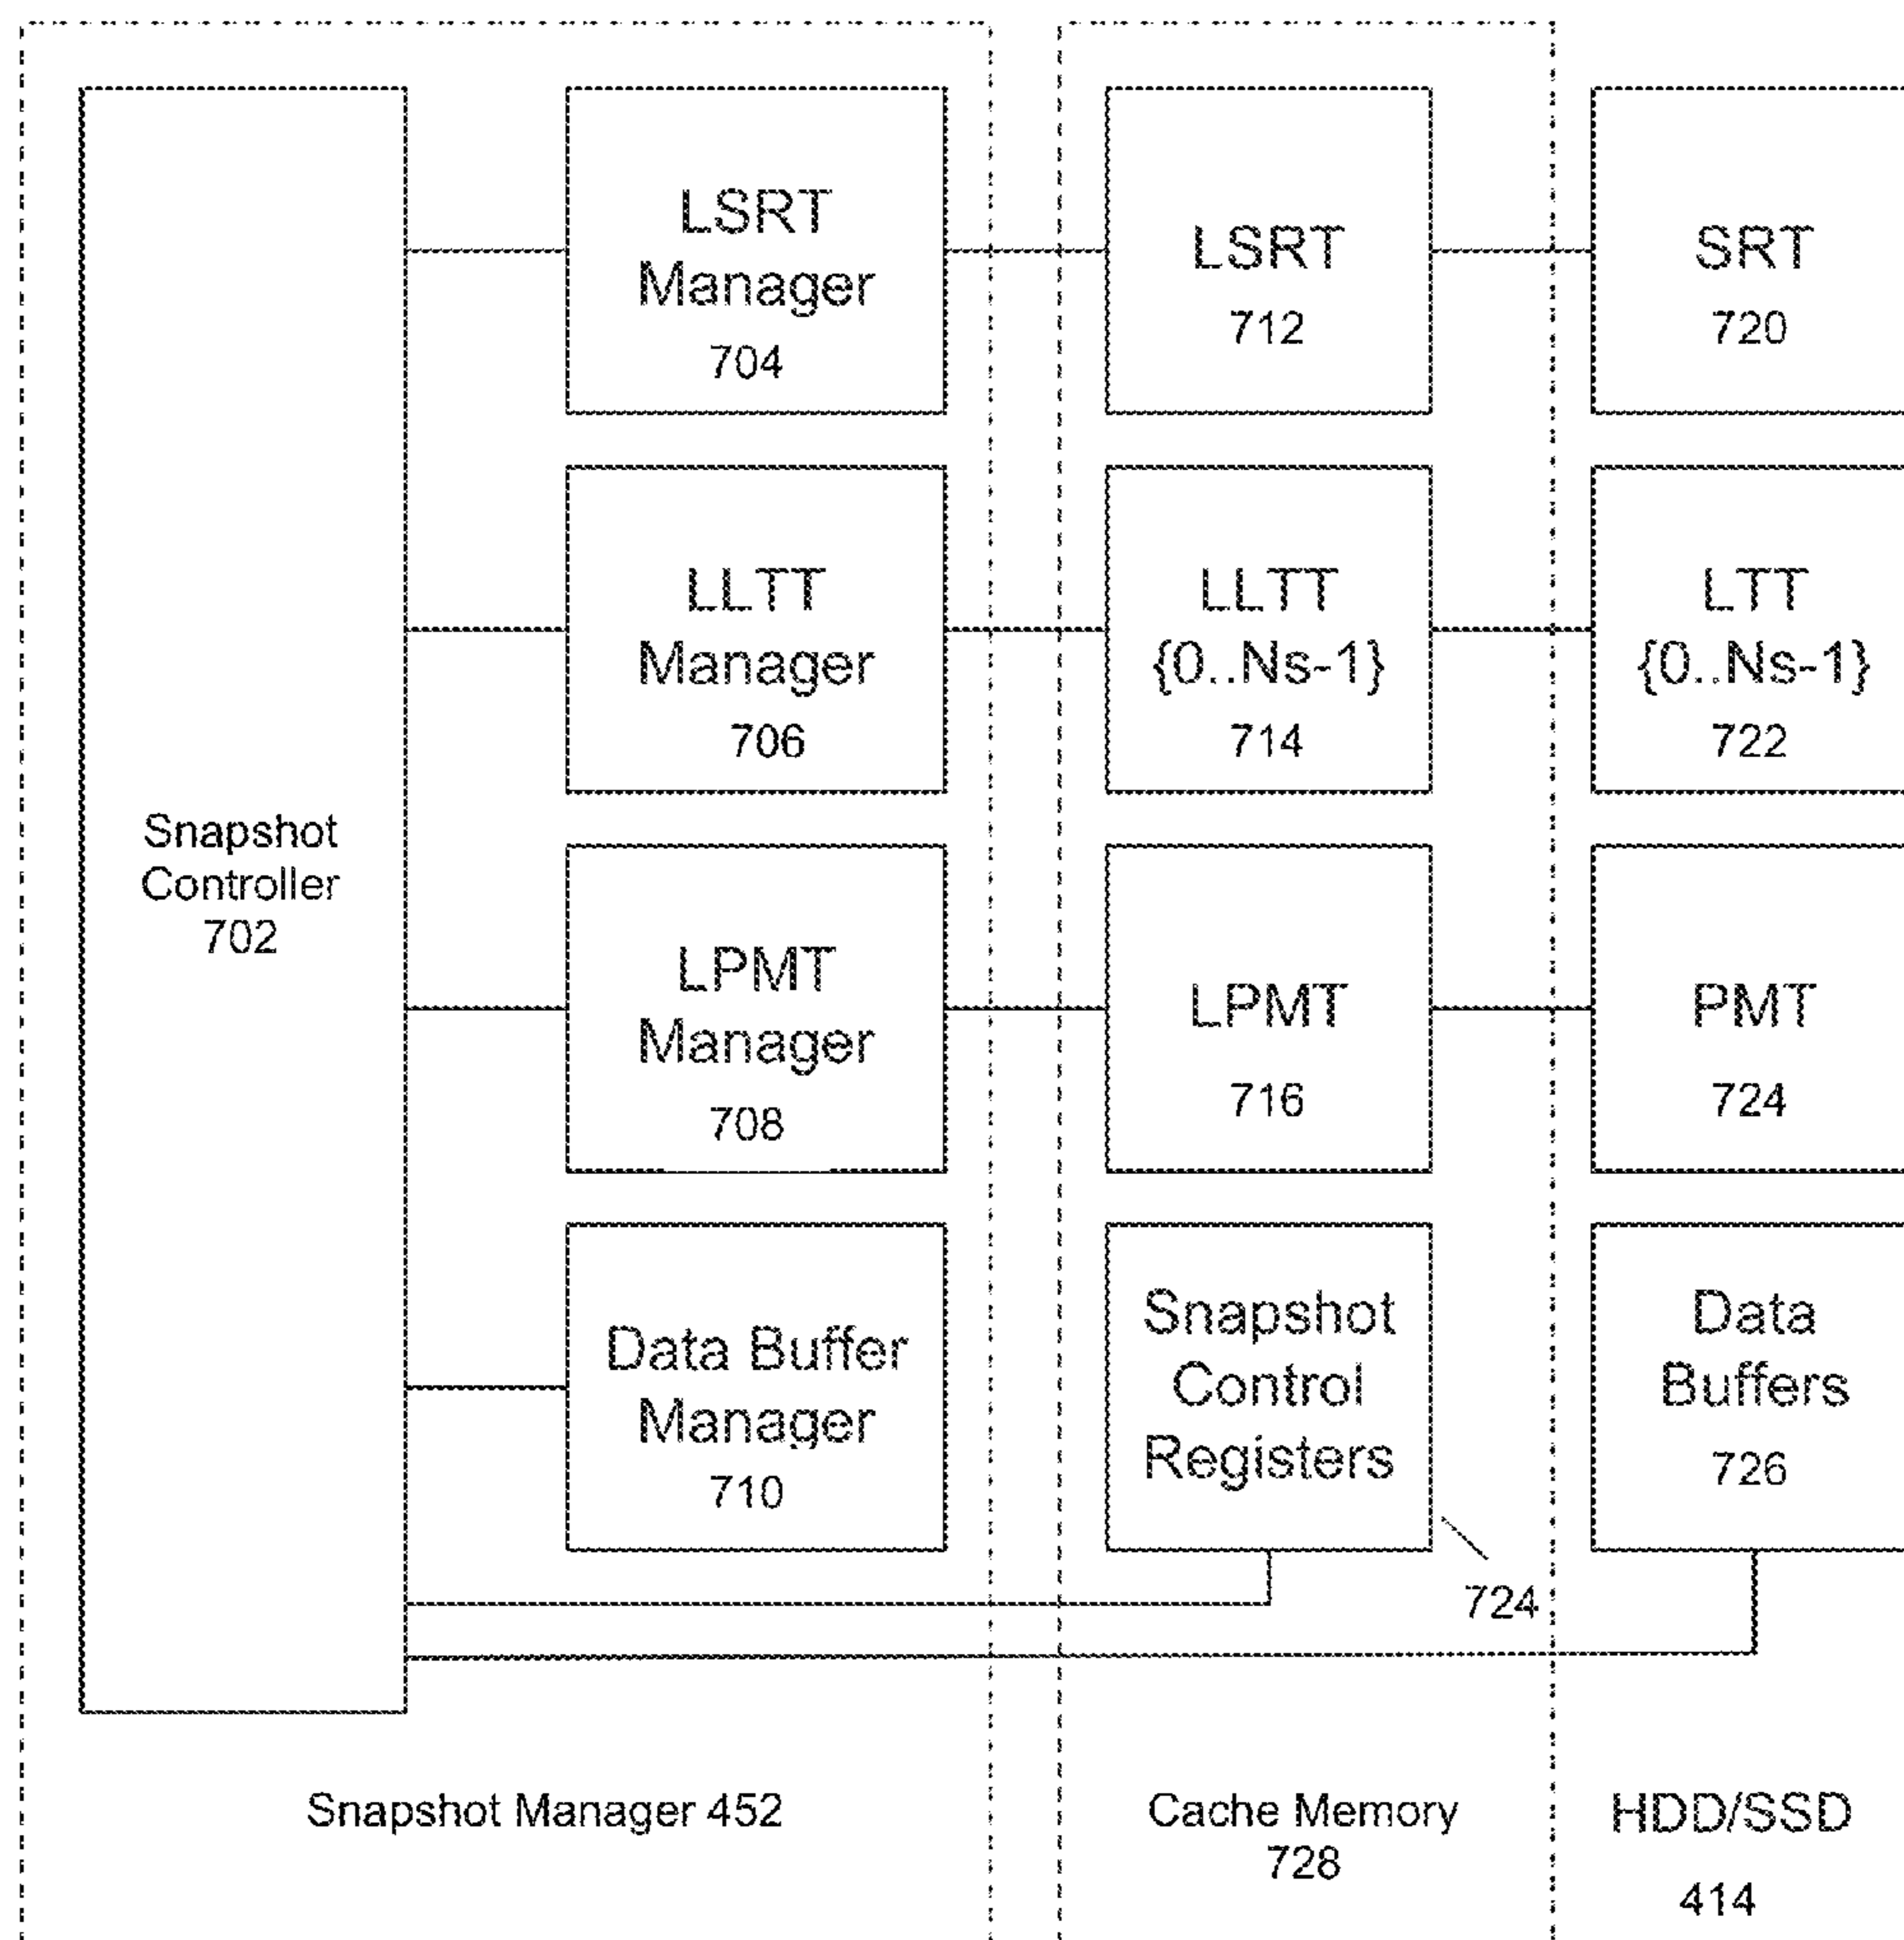 Snapshot
Controller
702
LSRT
Manager
704
LSRT
712
SRT
720
LLTT
Manager
706
LLTT
{0..Ns-1}
714
LTT
{0..Ns-1}
722
LPMT
Manager
708
LPMT
716
PMT
724
Data Buffer
Manager
710
Snapshot
Control
Registers
724
Data
Buffers
726
Snapshot Manager 452
Cache Memory
728
HDD/SSD
414